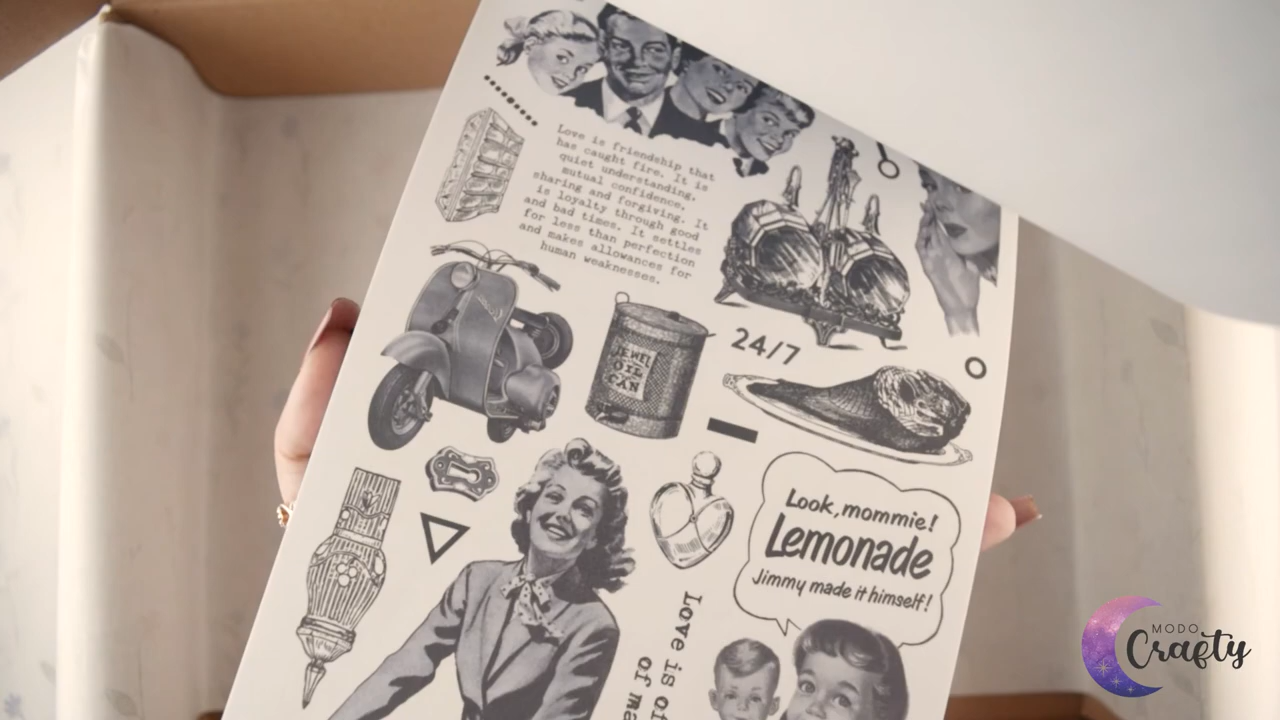 Love is friendship that
has caught fire. It is
quiet understanding,
mutual confidence,
sharing and forgiving. It
is loyalty through good
and bad times. It settles
for less than perfection
and makes allowances for
human weaknesses.
JEWEL
OIL
CAN
24/7
Look, mommie!
Lemonade
Jimmy made it himself!
Love is
of
MODO
Crafty